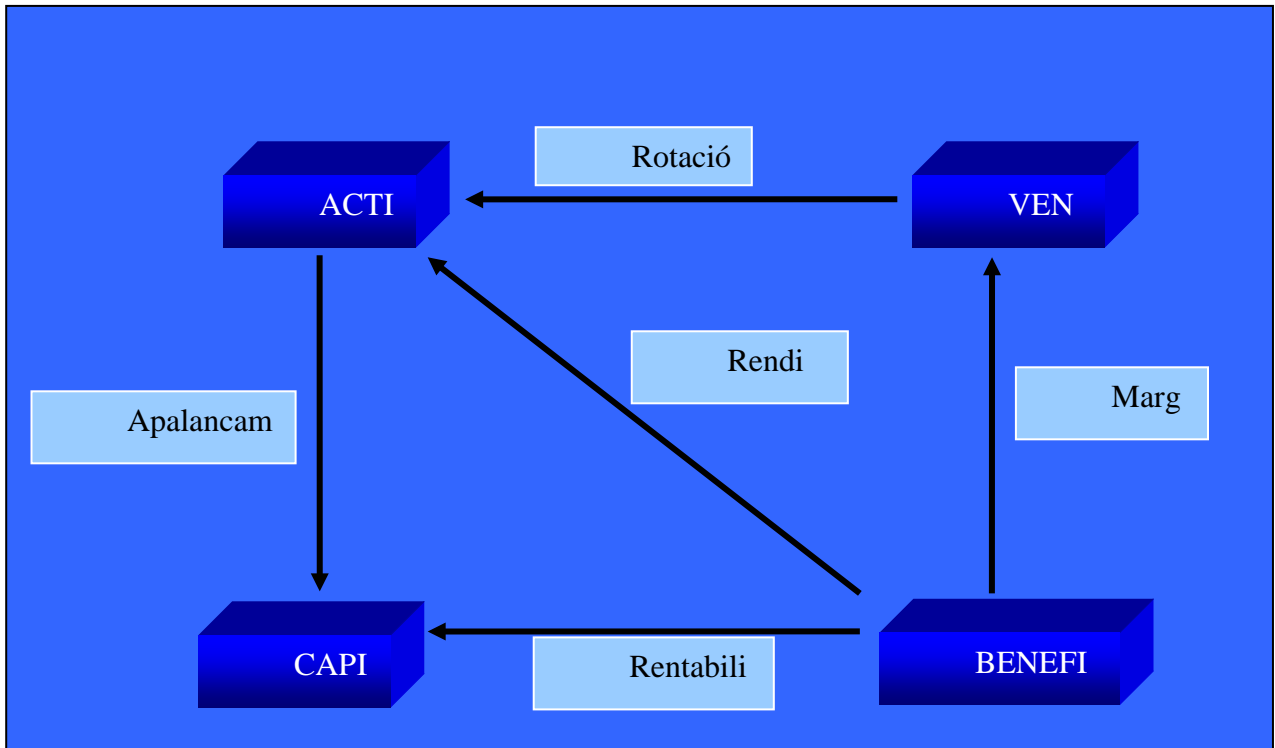 Rotació
ACTI
VEN
Rendi
Marg
Apalancam
CAPI
Rentabili
BENEFI